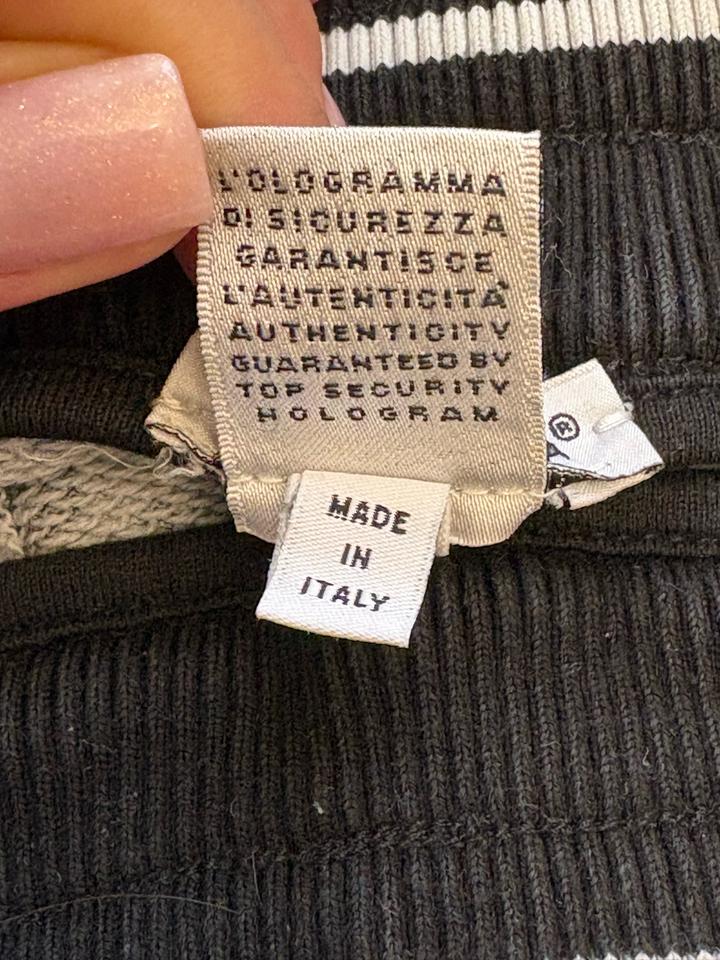 L'OLOGRAMMA
DI SICUREZZA
GARANTISCE
L'AUTENTICITÀ
AUTHENTICITY
GUARANTEED BY
TOP SECURITY
HOLOGRAM
MADE
IN
ITALY
®
A